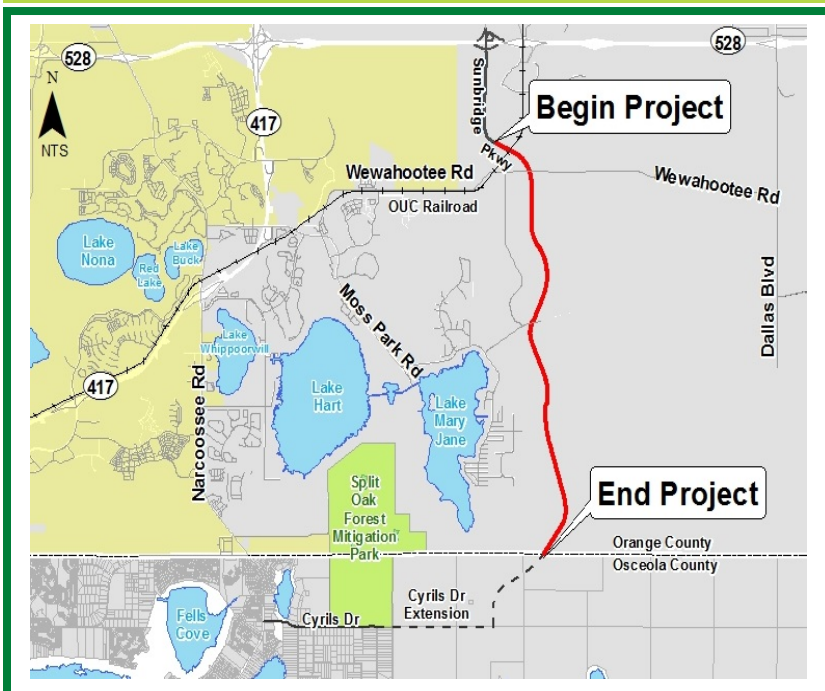 528
528
N
NTS
417
Sunbridge
Pkwy
Begin Project
Wewahootee Rd
OUC Railroad
Wewahootee Rd
Lake
Nona
Lake
Buck
Red
Lake
Moss Park Rd
Dallas Blvd
Lake
Whippoorwill
417
Narcoossee Rd
Lake
Hart
Lake
Mary
Jane
Split
Oak
Forest
Mitigation
Park
End Project
Orange County
Osceola County
Cyrils Dr
Extension
Cyrils Dr
Fells
Cove